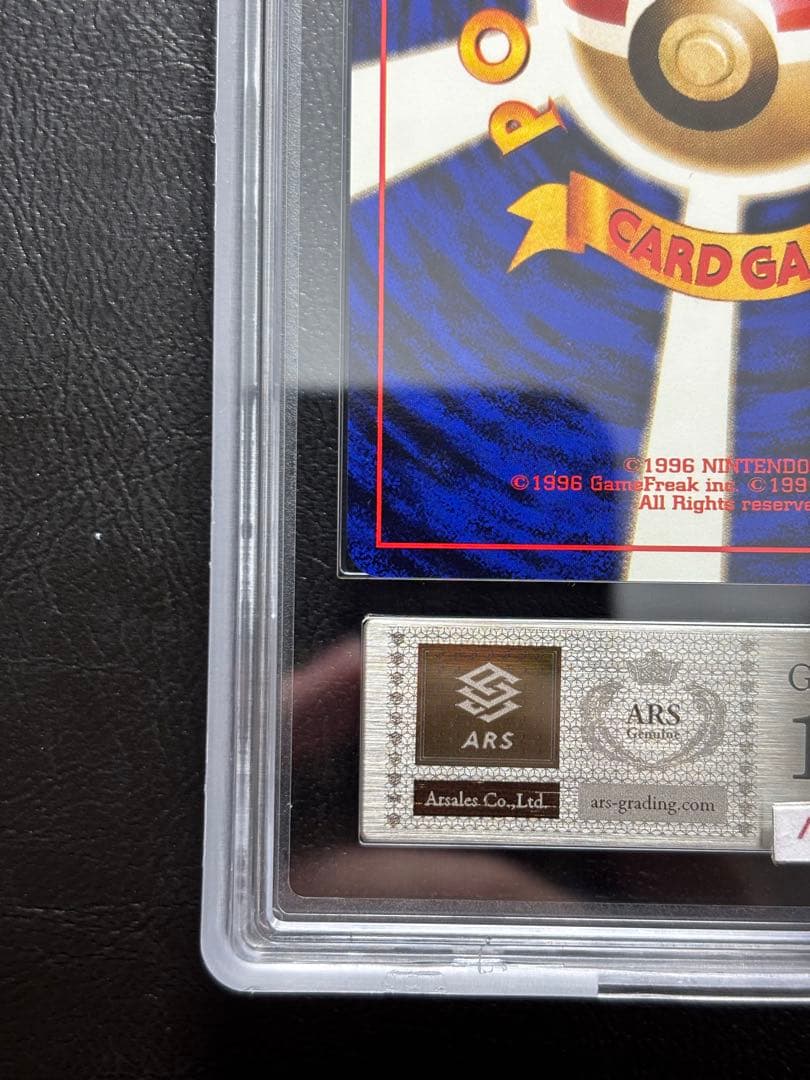 PO
CARD GA
©1996 NINTENDO
©1996 GameFreak inc. ©199
All Rights reserve
ARS
ARS
Genuine
Arsales Co.,Ltd.
ars-grading.com
G
1